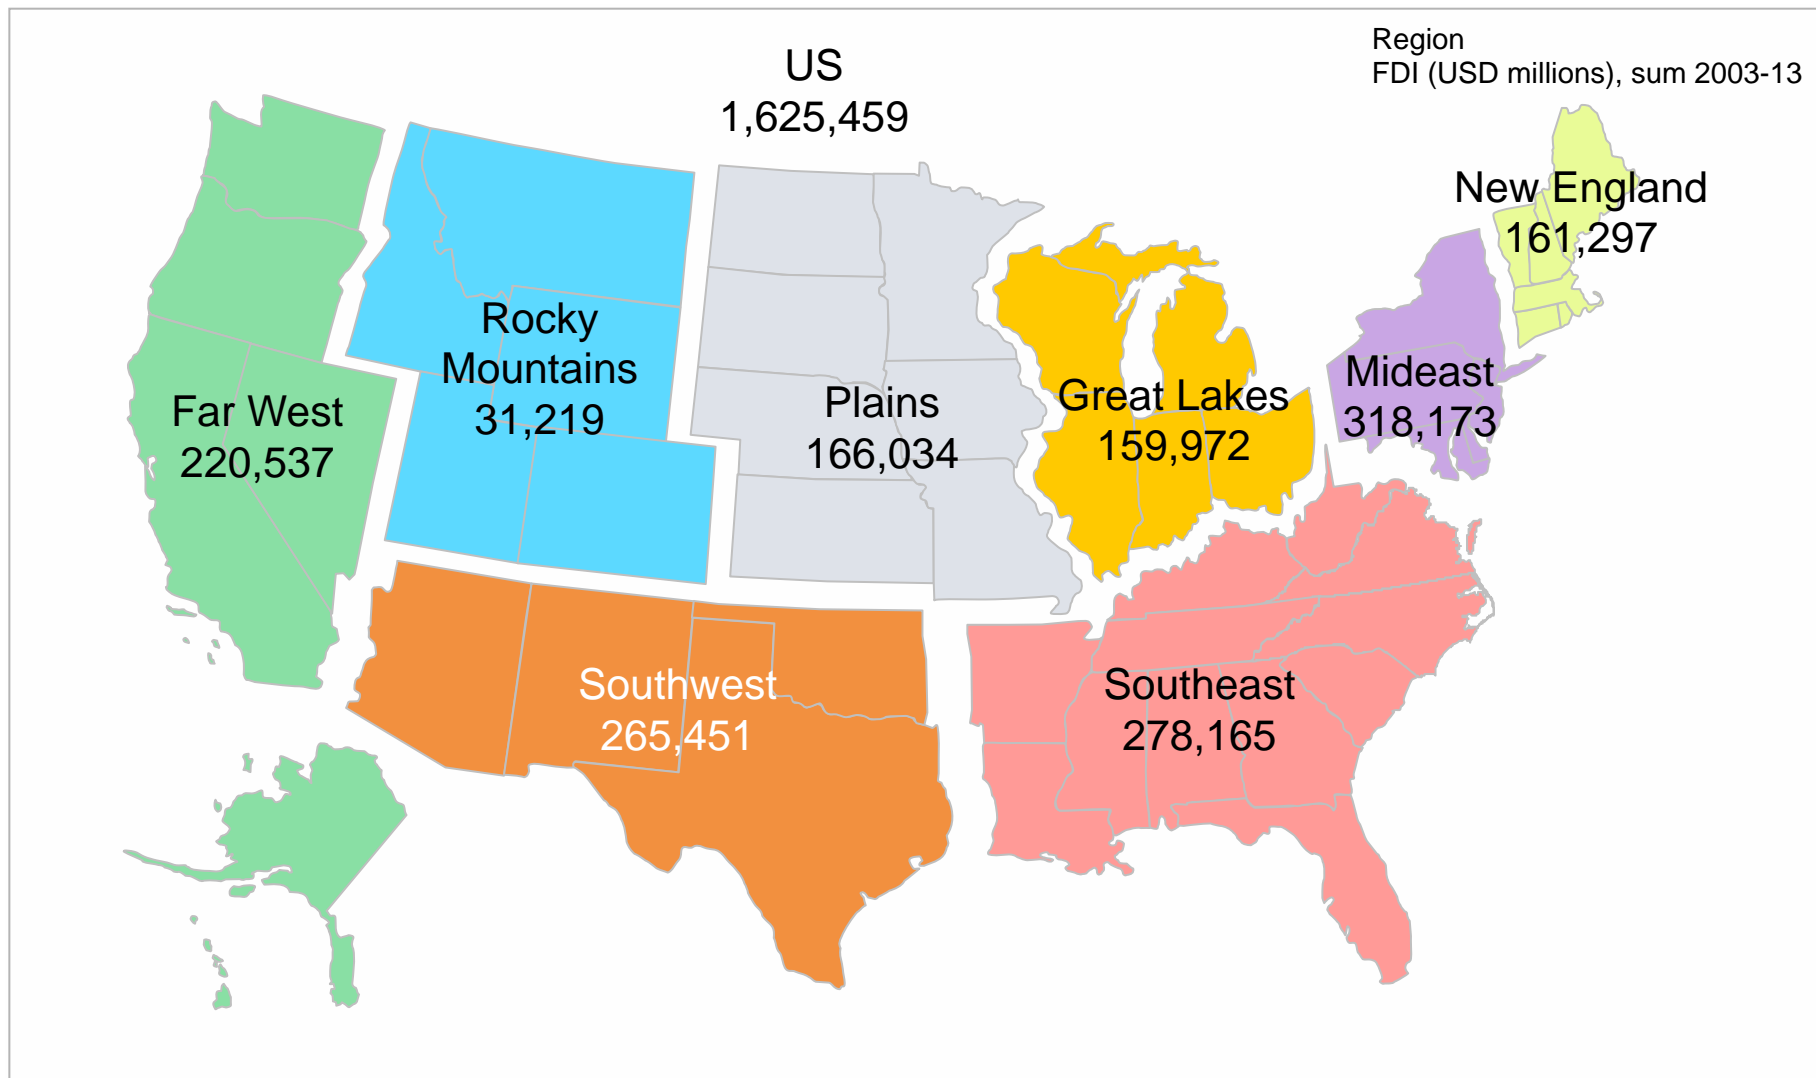 Region
FDI (USD millions), sum 2003-13
US
1,625,459
New England
161,297
Rocky
Mountains
31,219
Far West
220,537
Plains
166,034
Great Lakes
159,972
Mideast
318,173
Southwest
265,451
Southeast
278,165